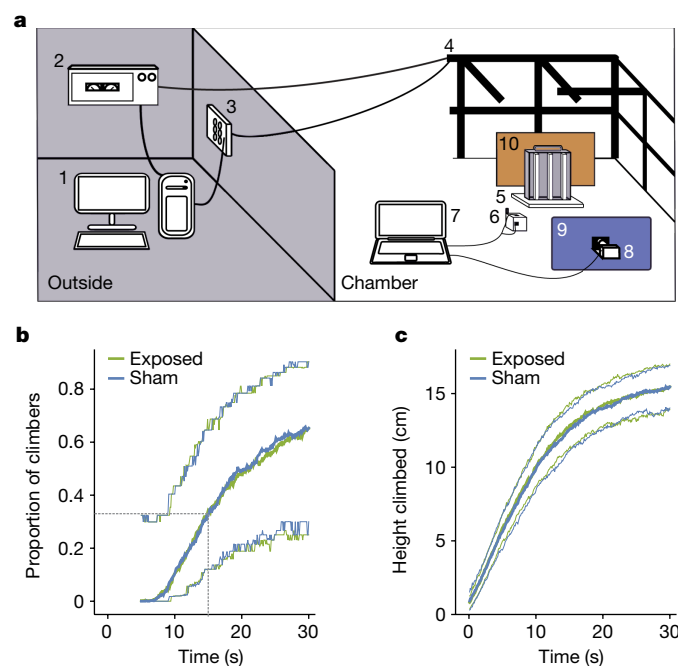 a
2
4
3
10
1
5
6
7
9
8
Outside
Chamber
b
c
Exposed
Sham
Exposed
Sham
0.8
0.6
0.4
0.2
0
Proportion of climbers
0 10 20 30
Time (s)
15
10
5
0
Height climbed (cm)
0 10 20 30
Time (s)